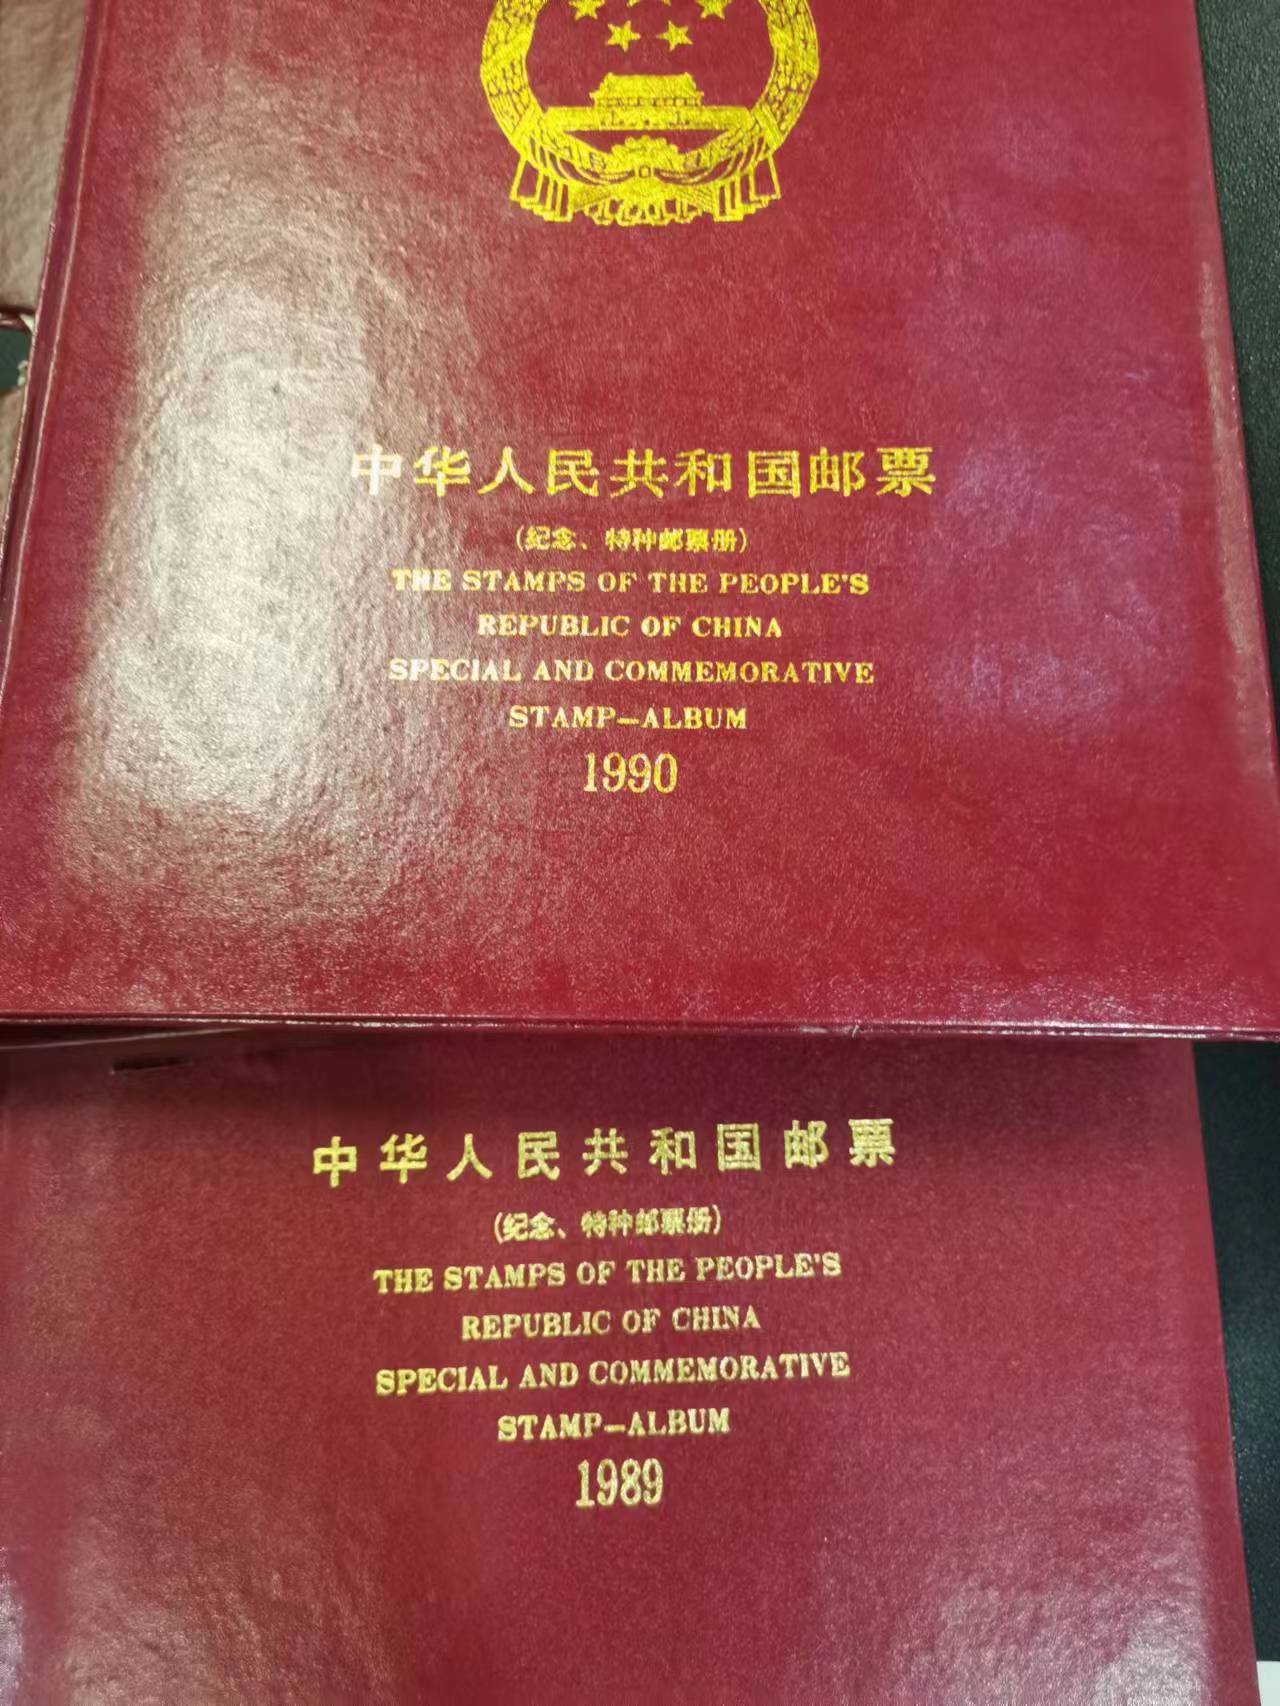 中华人民共和国邮票
(纪念、特种邮票册)
THE STAMPS OF THE PEOPLE'S
REPUBLIC OF CHINA
SPECIAL AND COMMEMORATIVE
STAMP-ALBUM
1990
中华人民共和国邮票
(纪念、特种邮票册)
THE STAMPS OF THE PEOPLE'S
REPUBLIC OF CHINA
SPECIAL AND COMMEMORATIVE
STAMP-ALBUM
1989